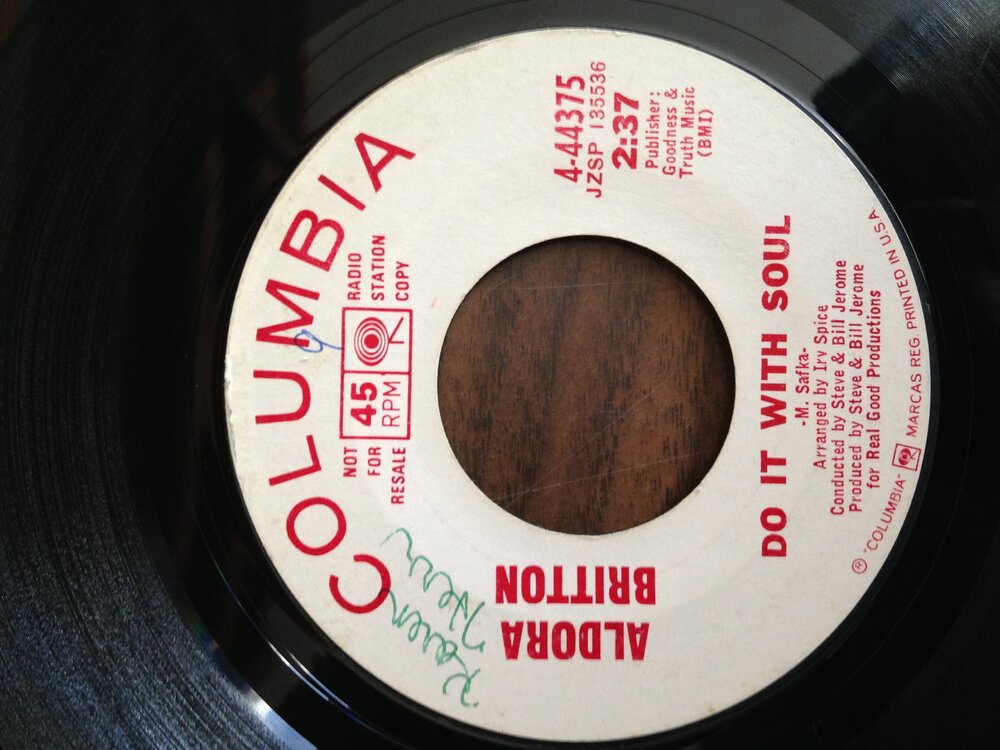 COLUMBIA
NOT
FOR
RESALE
45
RPM
RADIO
STATION
COPY
9
Karen
ALDORA
BRITTON
4-44375
JZSP 135536
2:37
Publisher:
Goodness &
Truth Music
(BMI)
DO IT WITH SOUL
-M. Safka-
Arranged by Irv Spice
Conducted by Steve & Bill Jerome
Produced by Steve & Bill Jerome
for Real Good Productions
® "COLUMBIA" MARCAS REG. PRINTED IN U.S.A.